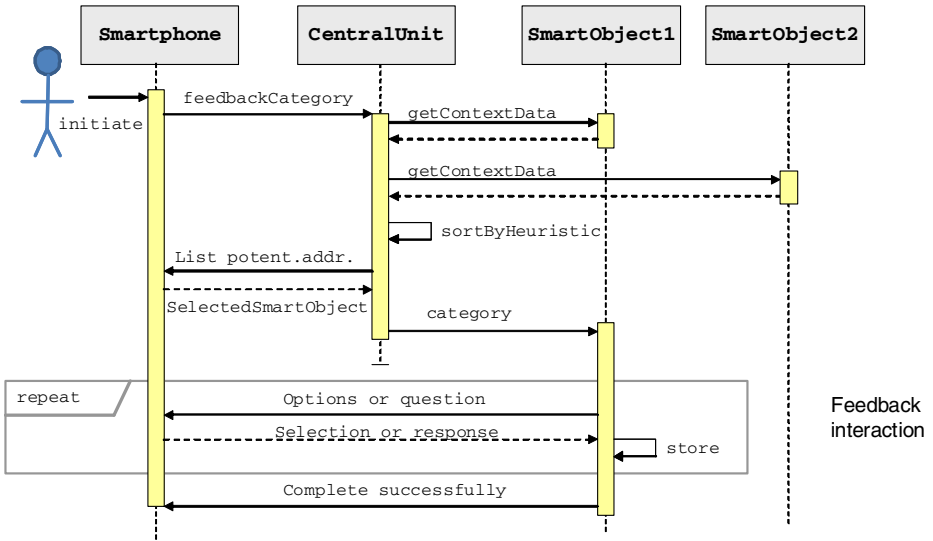 Smartphone
CentralUnit
SmartObject1
SmartObject2
initiate
feedbackCategory
getContextData
getContextData
sortByHeuristic
List potent.addr.
SelectedSmartObject
category
repeat
Options or question
Selection or response
store
Complete successfully
Feedback
interaction